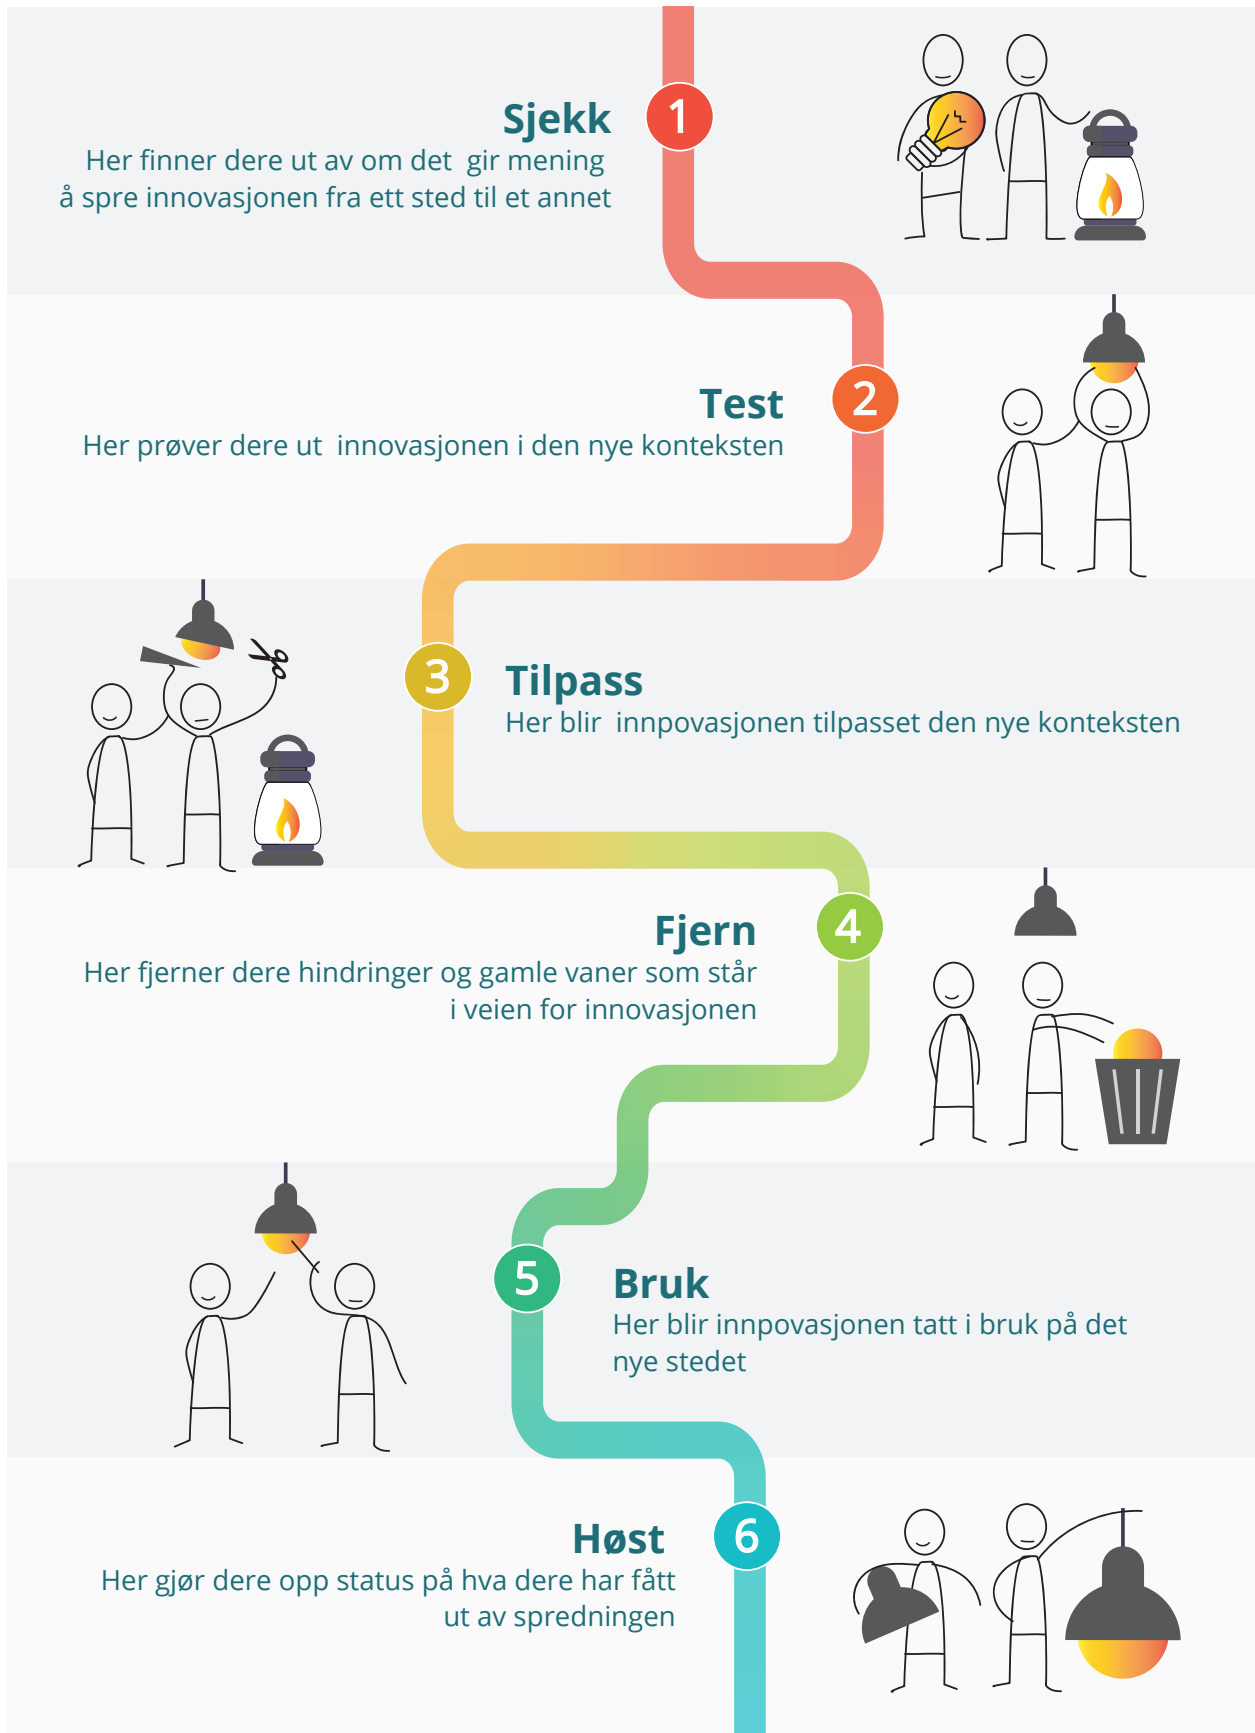 1
Sjekk
Her finner dere ut av om det  gir mening
å spre innovasjonen fra ett sted til et annet
2
Test
Her prøver dere ut  innovasjonen i den nye konteksten
3
Tilpass
Her blir  innpovasjonen tilpasset den nye konteksten
4
Fjern
Her fjerner dere hindringer og gamle vaner som står
i veien for innovasjonen
5
Bruk
Her blir innpovasjonen tatt i bruk på det
nye stedet
6
Høst
Her gjør dere opp status på hva dere har fått
ut av spredningen